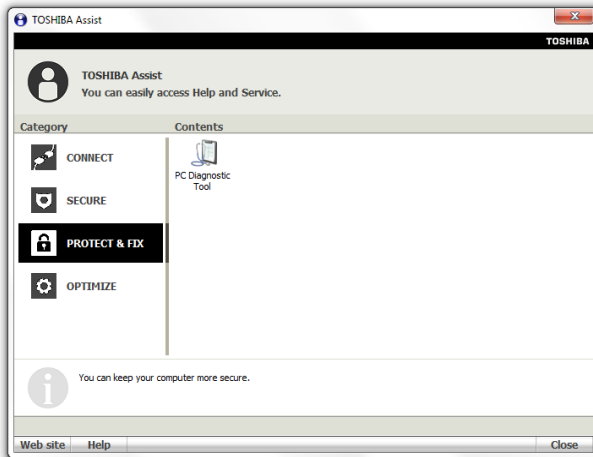 TOSHIBA Assist
TOSHIBA
TOSHIBA Assist
You can easily access Help and Service.
Category
Contents
CONNECT
SECURE
PROTECT & FIX
OPTIMIZE
PC Diagnostic
Tool
You can keep your computer more secure.
Web site
Help
Close